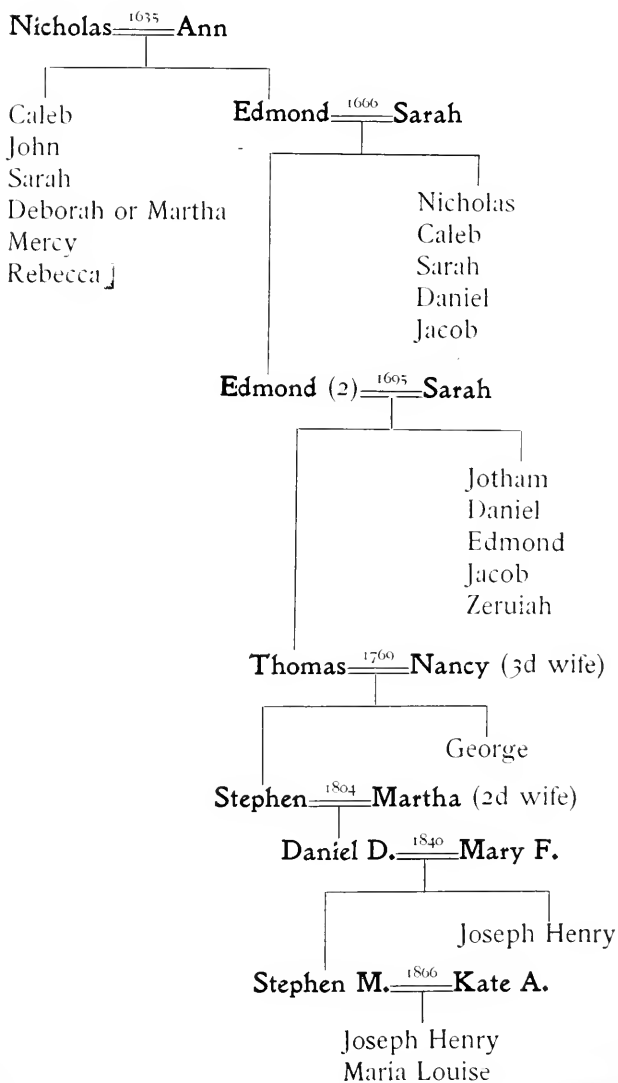 Nicholas 1635 Ann
Caleb
John
Sarah
Deborah or Martha
Mercy
Rebecca
Edmond 1666 Sarah
Nicholas
Caleb
Sarah
Daniel
Jacob
Edmond (2) 1695 Sarah
Jotham
Daniel
Edmond
Jacob
Zeruiah
Thomas 1769 Nancy (3d wife)
George
Stephen 1804 Martha (2d wife)
Daniel D. 1840 Mary F.
Joseph Henry
Stephen M. 1866 Kate A.
Joseph Henry
Maria Louise